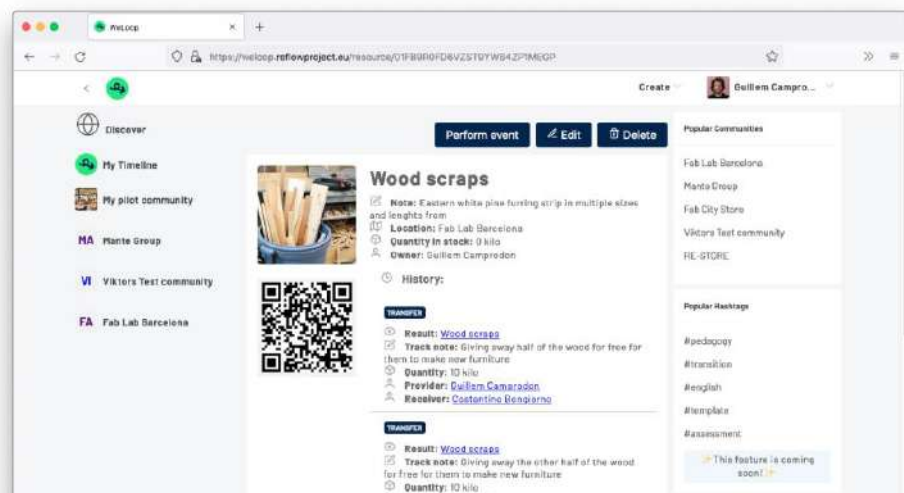 WeLoop
https://weloop.reflowproject.eu/resource/
Create
Guillem Campro...
Discover
My Timeline
My pilot community
MA Mante Group
VI Viktors Test community
FA Fab Lab Barcelona
Perform event
Edit
Delete
Wood scraps
Note: Eastern white pine furring strip in multiple sizes
and lenghts from
Location: Fab Lab Barcelona
Quantity in stock: 0 kilo
Owner: Guillem Camprodon
History:
TRANSFER
Result: Wood scraps
Track note: Giving away half of the wood for free for
them to make new furniture
Quantity: 10 kilo
Provider: Guillem Camprodon
Receiver: Costantino Bongiorno
TRANSFER
Result: Wood scraps
Track note: Giving away the other half of the wood
for free for them to make new furniture
Quantity: 10 kilo
Popular Communities
Fab Lab Barcelona
Mante Group
Fab City Store
Viktors Test community
RE-STORE
Popular Hashtags
#pedagogy
#transition
#english
#template
#assessment
✨This feature is coming
soon!✨